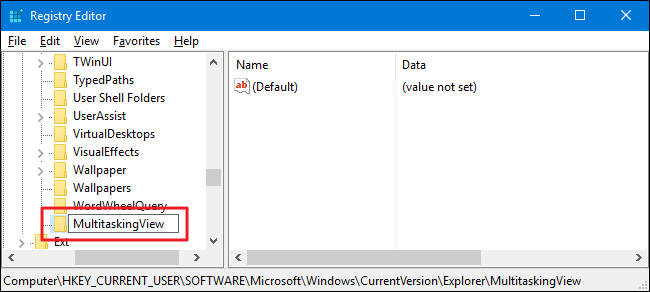 Registry Editor
File Edit View Favorites Help
TWinUI
TypedPaths
User Shell Folders
UserAssist
VirtualDesktops
VisualEffects
Wallpaper
Wallpapers
WordWheelQuery
MultitaskingView
Ext
Name Data
ab (Default) (value not set)
Computer\HKEY_CURRENT_USER\SOFTWARE\Microsoft\Windows\CurrentVersion\Explorer\MultitaskingView